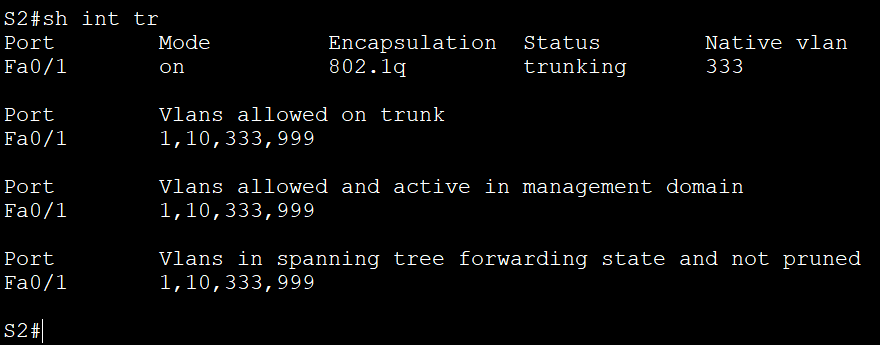 S2#sh int tr
Port        Mode         Encapsulation  Status        Native vlan
Fa0/1       on           802.1q         trunking      333

Port        Vlans allowed on trunk
Fa0/1       1,10,333,999

Port        Vlans allowed and active in management domain
Fa0/1       1,10,333,999

Port        Vlans in spanning tree forwarding state and not pruned
Fa0/1       1,10,333,999

S2#